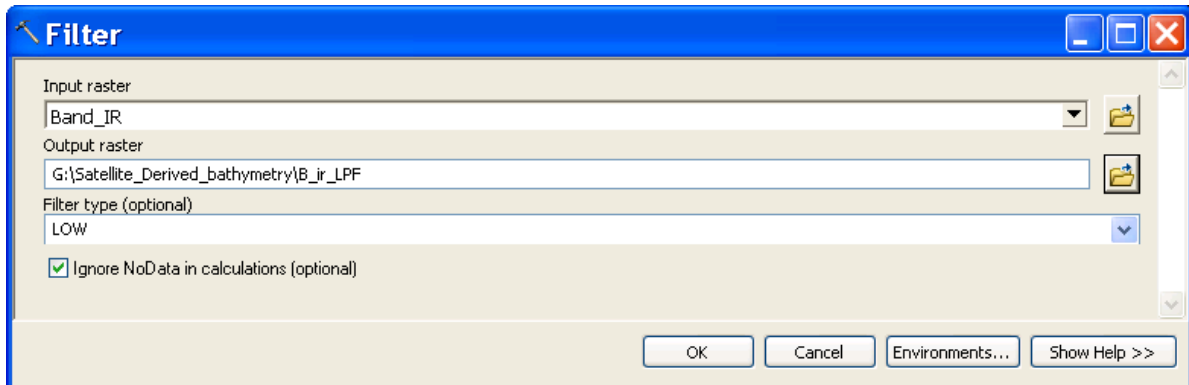 Filter
Input raster
Band_IR
Output raster
G:\Satellite_Derived_bathymetry\B_ir_LPF
Filter type (optional)
LOW
Ignore NoData in calculations (optional)
OK Cancel Environments... Show Help >>